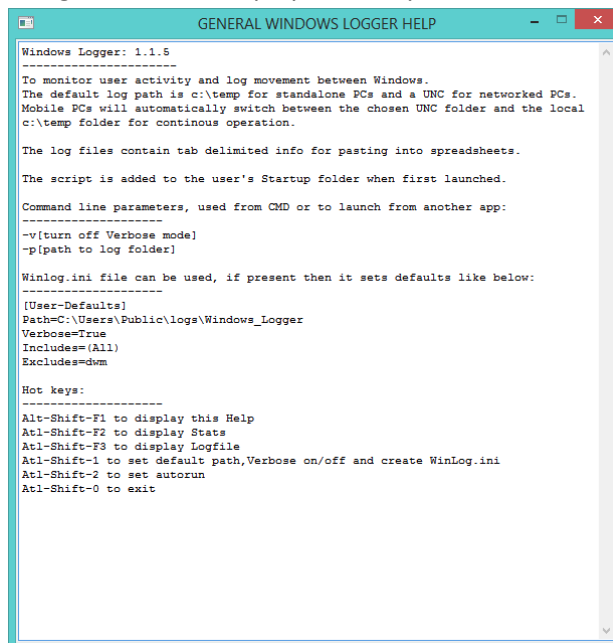 GENERAL WINDOWS LOGGER HELP
Windows Logger: 1.1.5
----------------------
To monitor user activity and log movement between Windows.
The default log path is c:\temp for standalone PCs and a UNC for networked PCs.
Mobile PCs will automatically switch between the chosen UNC folder and the local
c:\temp folder for continous operation.
The log files contain tab delimited info for pasting into spreadsheets.
The script is added to the user's Startup folder when first launched.
Command line parameters, used from CMD or to launch from another app:
--------------------
-v[turn off Verbose mode]
-p[path to log folder]
Winlog.ini file can be used, if present then it sets defaults like below:
--------------------
[User-Defaults]
Path=C:\Users\Public\logs\Windows_Logger
Verbose=True
Includes=(All)
Excludes=dwm
Hot keys:
--------------------
Alt-Shift-F1 to display this Help
Atl-Shift-F2 to display Stats
Atl-Shift-F3 to display Logfile
Atl-Shift-1 to set default path,Verbose on/off and create WinLog.ini
Atl-Shift-2 to set autorun
Atl-Shift-0 to exit